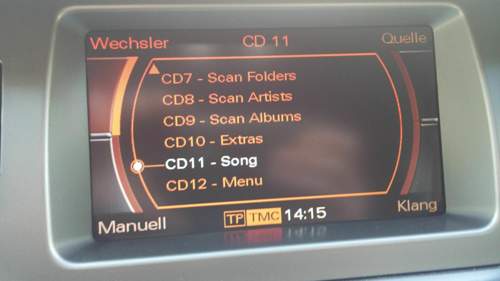 Wechsler CD 11 Quelle
CD7 - Scan Folders
CD8 - Scan Artists
CD9 - Scan Albums
CD10 - Extras
CD11 - Song
CD12 - Menu
Manuell TP TMC 14:15 Klang